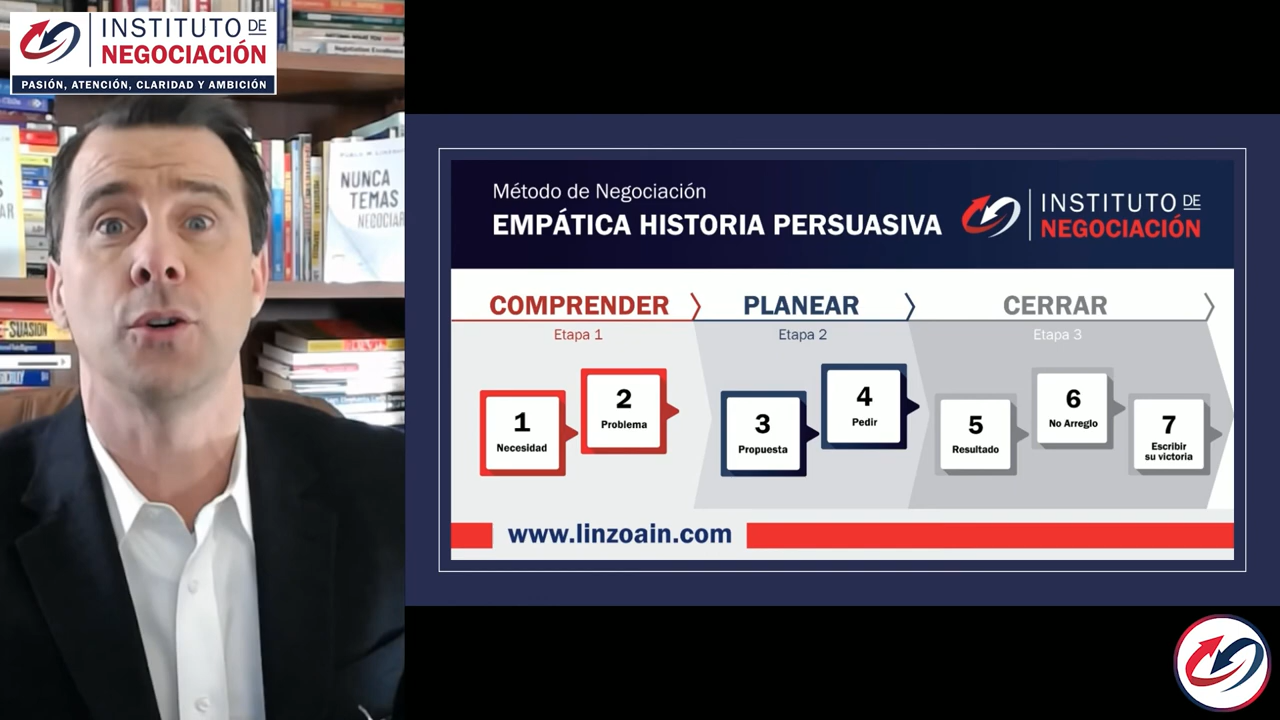 INSTITUTO DE
NEGOCIACIÓN
PASIÓN, ATENCIÓN, CLARIDAD Y AMBICIÓN
NUNCA
TEMAS
NEGOCIAR
SUASION
Método de Negociación
EMPÁTICA HISTORIA PERSUASIVA
INSTITUTO DE
NEGOCIACIÓN
COMPRENDER
Etapa 1
PLANEAR
Etapa 2
CERRAR
Etapa 3
1
Necesidad
2
Problema
3
Propuesta
4
Pedir
5
Resultado
6
No Arreglo
7
Escribir
su victoria
www.linzoain.com